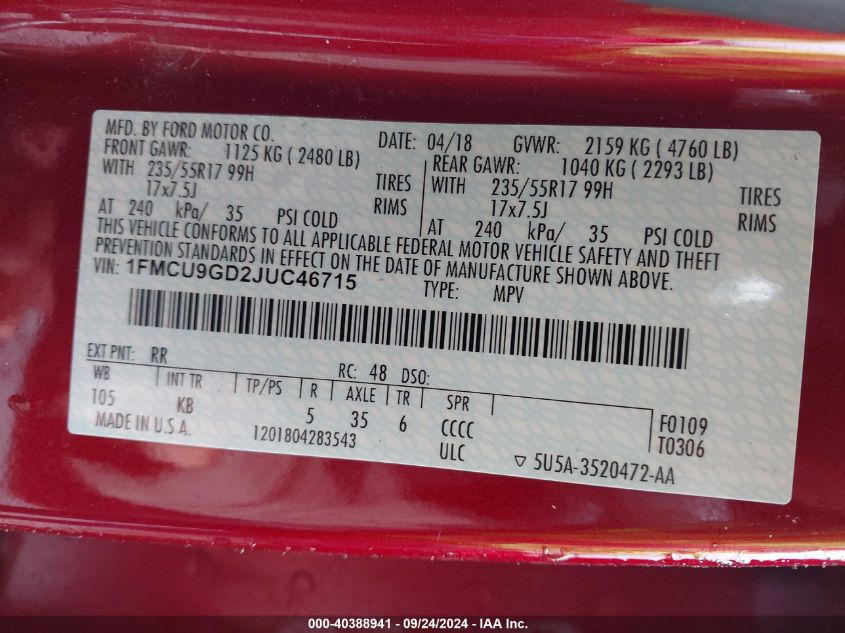 MFD. BY FORD MOTOR CO. DATE: 04/18 GVWR: 2159 KG ( 4760 LB)
FRONT GAWR: 1125 KG ( 2480 LB) REAR GAWR: 1040 KG ( 2293 LB)
WITH 235/55R17 99H TIRES WITH 235/55R17 99H TIRES
17x7.5J RIMS 17x7.5J RIMS
AT 240 kPa/ 35 PSI COLD AT 240 kPa/ 35 PSI COLD
THIS VEHICLE CONFORMS TO ALL APPLICABLE FEDERAL MOTOR VEHICLE SAFETY AND THEFT
PREVENTION STANDARDS IN EFFECT ON THE DATE OF MANUFACTURE SHOWN ABOVE.
VIN: 1FMCU9GD2JUC46715 TYPE: MPV
EXT PNT: RR RC: 48 DSO:
WB INT TR TP/PS R AXLE TR SPR
105 KB 5 35 6 CCCC F0109
MADE IN U.S.A. 1201804283543 ULC T0306
▽ 5U5A-3520472-AA
000-40388941 - 09/24/2024 - IAAI.com.